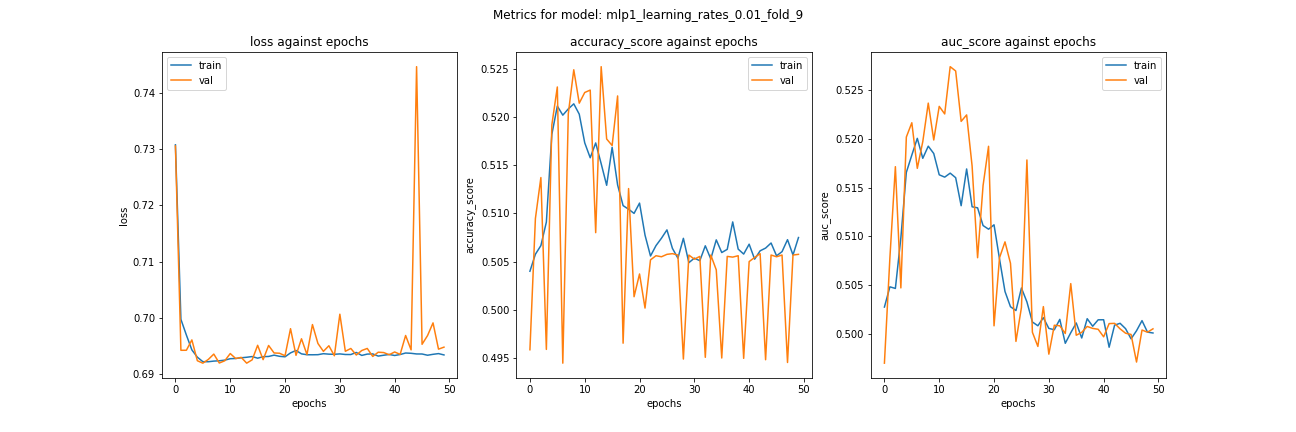 Metrics for model: mlp1_learning_rates_0.01_fold_9
loss against epochs
train
val
0.74
0.73
0.72
0.71
0.70
0.69
loss
0 10 20 30 40 50
epochs
accuracy_score against epochs
train
val
0.525
0.520
0.515
0.510
0.505
0.500
0.495
accuracy_score
0 10 20 30 40 50
epochs
auc_score against epochs
train
val
0.525
0.520
0.515
0.510
0.505
0.500
auc_score
0 10 20 30 40 50
epochs